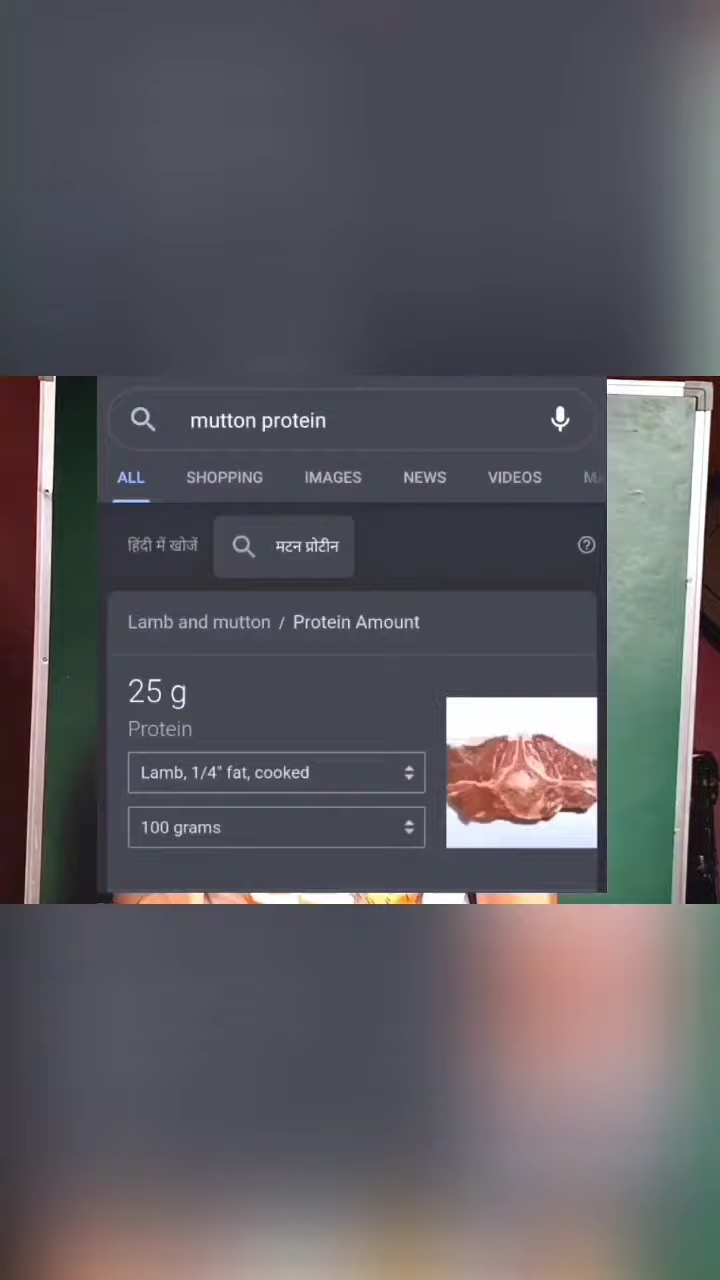 mutton protein
ALL SHOPPING IMAGES NEWS VIDEOS
हिंदी में खोजें मटन प्रोटीन
Lamb and mutton / Protein Amount
25 g
Protein
Lamb, 1/4" fat, cooked
100 grams